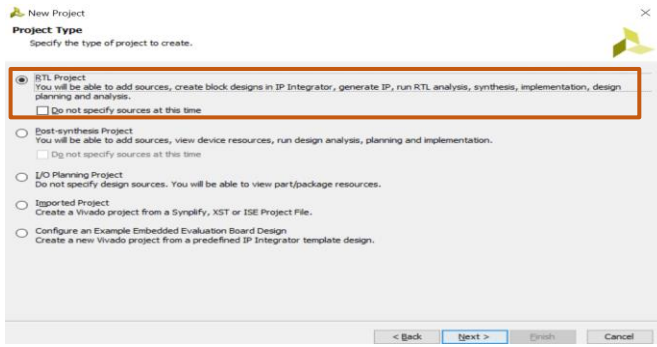 New Project
Project Type
Specify the type of project to create.
RTL Project
You will be able to add sources, create block designs in IP Integrator, generate IP, run RTL analysis, synthesis, implementation, design
planning and analysis.
Do not specify sources at this time
Post-synthesis Project
You will be able to add sources, view device resources, run design analysis, planning and implementation.
Do not specify sources at this time
I/O Planning Project
Do not specify design sources. You will be able to view part/package resources.
Imported Project
Create a Vivado project from a Synplify, XST or ISE Project File.
Configure an Example Embedded Evaluation Board Design
Create a new Vivado project from a predefined IP Integrator template design.
< Back Next > Finish Cancel